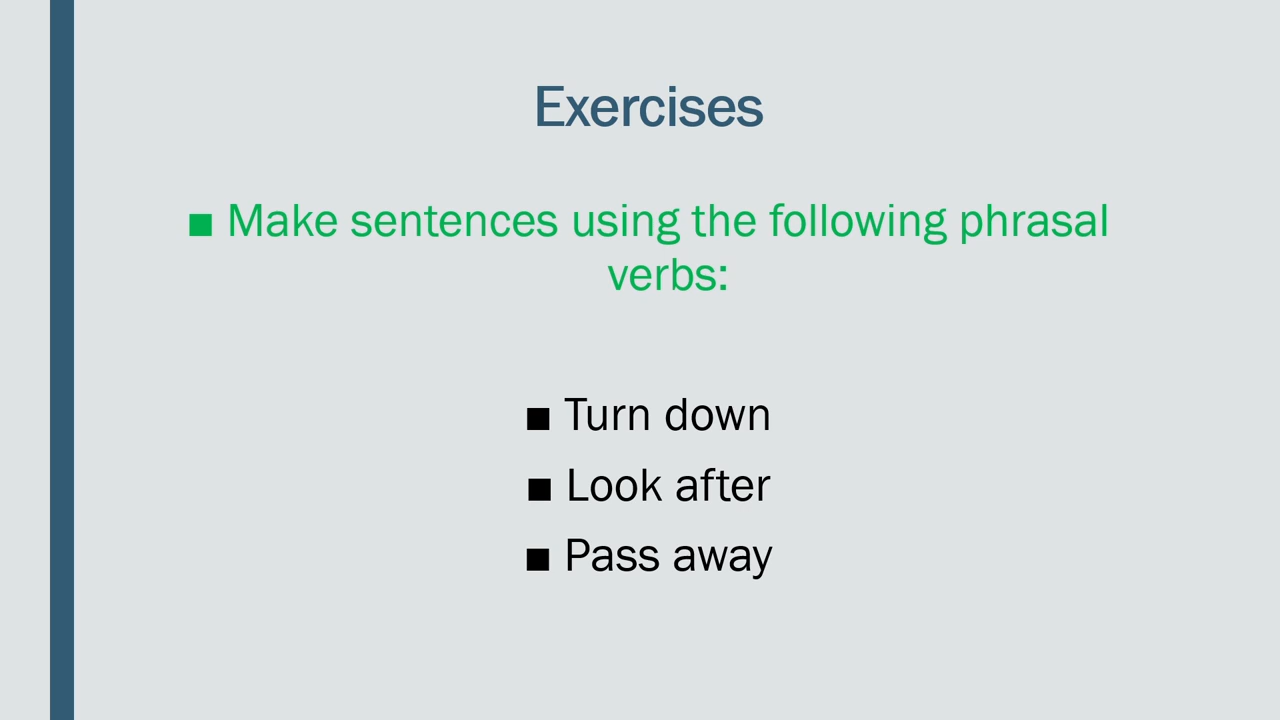 Exercises
■ Make sentences using the following phrasal
verbs:
■ Turn down
■ Look after
■ Pass away